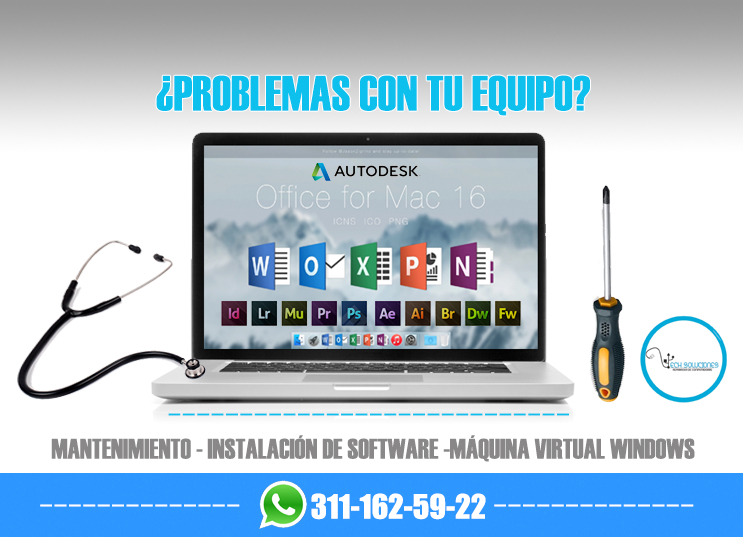 ¿PROBLEMAS CON TU EQUIPO?
AUTODESK
Office for Mac 16
ICNS . ICO . PNG
W O X P N
Id Lr Mu Pr Ps Ae Ai Br Dw Fw
TECH SOLUCIONES
MANTENIMIENTO - INSTALACIÓN DE SOFTWARE -MÁQUINA VIRTUAL WINDOWS
311-162-59-22